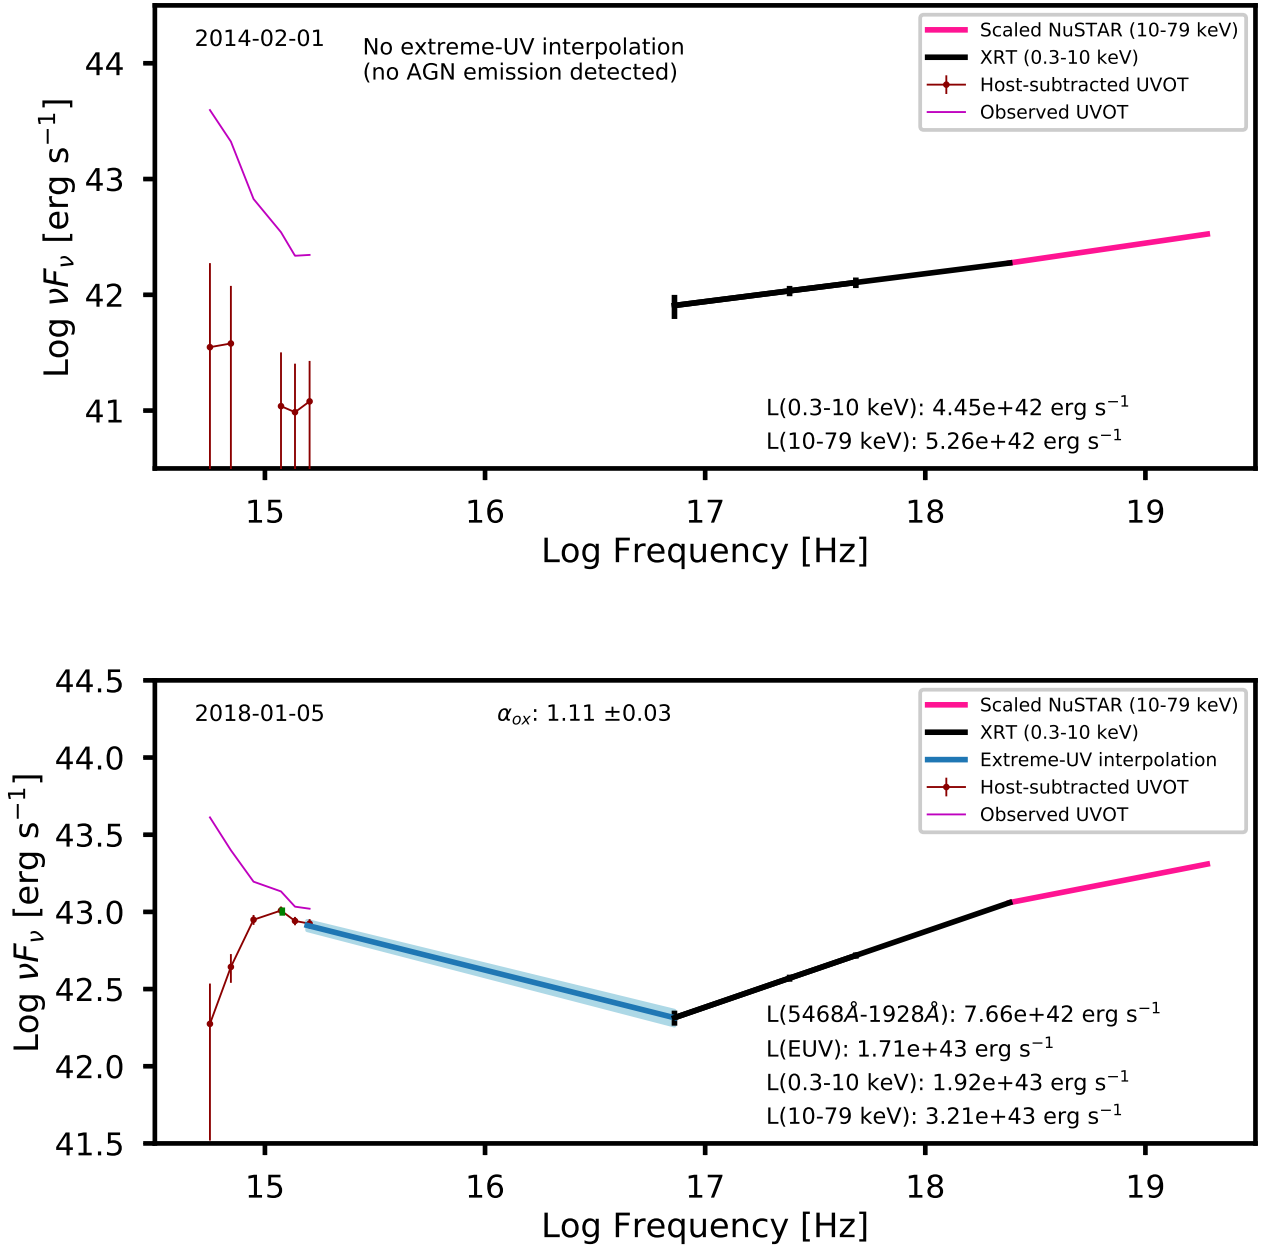 2014-02-01
No extreme-UV interpolation
(no AGN emission detected)
Scaled NuSTAR (10-79 keV)
XRT (0.3-10 keV)
Host-subtracted UVOT
Observed UVOT
Log νFν [erg s⁻¹]
44
43
42
41
L(0.3-10 keV): 4.45e+42 erg s⁻¹
L(10-79 keV): 5.26e+42 erg s⁻¹
15 16 17 18 19
Log Frequency [Hz]
2018-01-05
αox: 1.11 ±0.03
Scaled NuSTAR (10-79 keV)
XRT (0.3-10 keV)
Extreme-UV interpolation
Host-subtracted UVOT
Observed UVOT
Log νFν [erg s⁻¹]
44.5
44.0
43.5
43.0
42.5
42.0
41.5
L(5468Å-1928Å): 7.66e+42 erg s⁻¹
L(EUV): 1.71e+43 erg s⁻¹
L(0.3-10 keV): 1.92e+43 erg s⁻¹
L(10-79 keV): 3.21e+43 erg s⁻¹
15 16 17 18 19
Log Frequency [Hz]